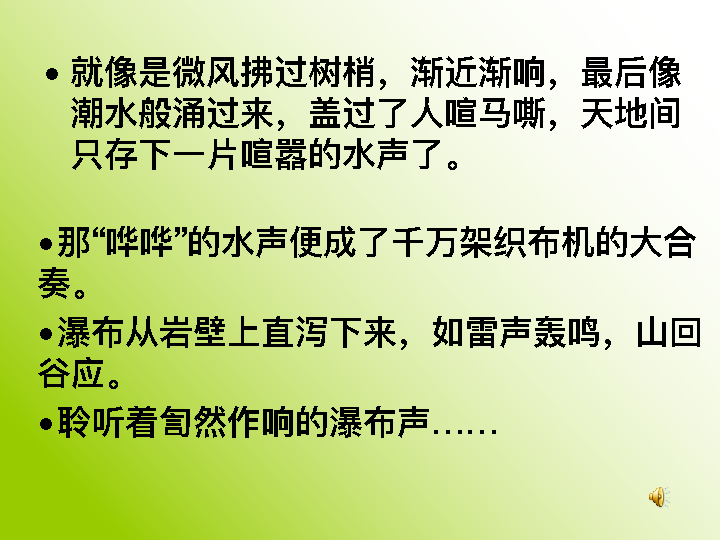 • 就像是微风拂过树梢，渐近渐响，最后像
潮水般涌过来，盖过了人喧马嘶，天地间
只存下一片喧嚣的水声了。
•那“哗哗”的水声便成了千万架织布机的大合
奏。
•瀑布从岩壁上直泻下来，如雷声轰鸣，山回
谷应。
•聆听着訇然作响的瀑布声……